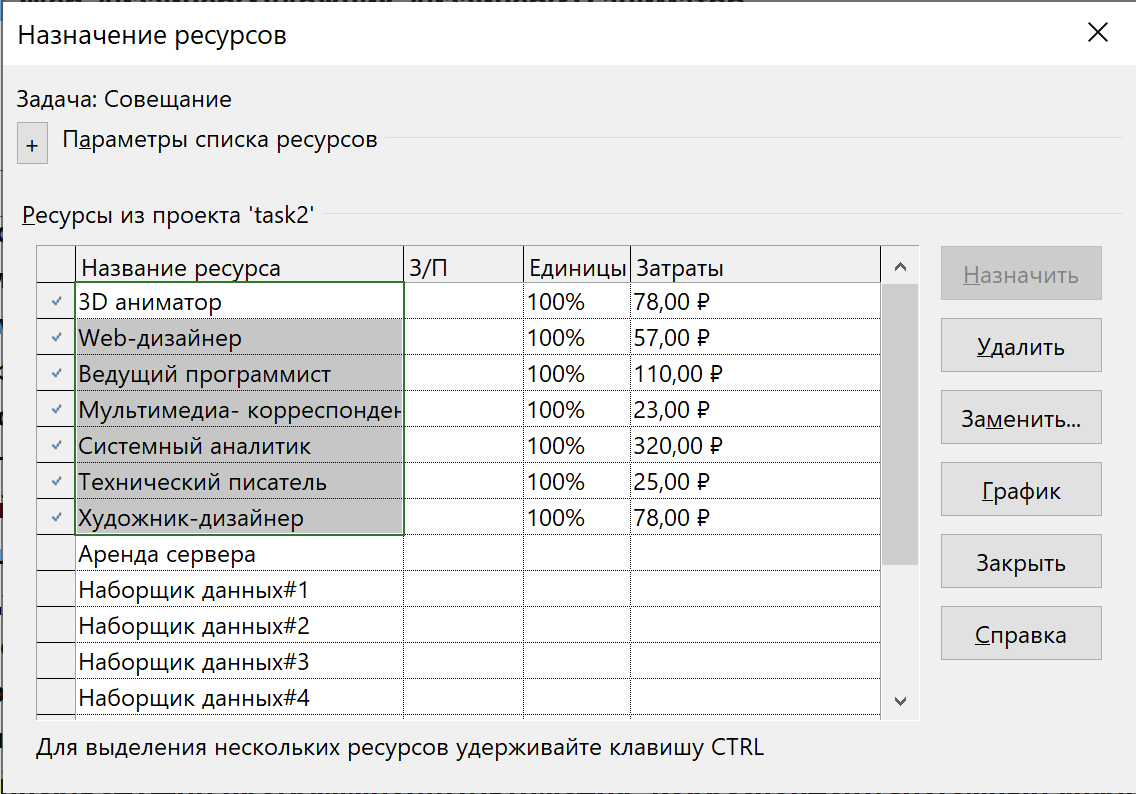 Назначение ресурсов
Задача: Совещание
+ Параметры списка ресурсов
Ресурсы из проекта 'task2'
Название ресурса З/П Единицы Затраты
3D аниматор 100% 78,00 ₽
Назначить
Web-дизайнер 100% 57,00 ₽
Удалить
Ведущий программист 100% 110,00 ₽
Мультимедиа- корреспонден 100% 23,00 ₽
Заменить...
Системный аналитик 100% 320,00 ₽
Технический писатель 100% 25,00 ₽
График
Художник-дизайнер 100% 78,00 ₽
Аренда сервера
Закрыть
Наборщик данных#1
Наборщик данных#2
Справка
Наборщик данных#3
Наборщик данных#4
Для выделения нескольких ресурсов удерживайте клавишу CTRL